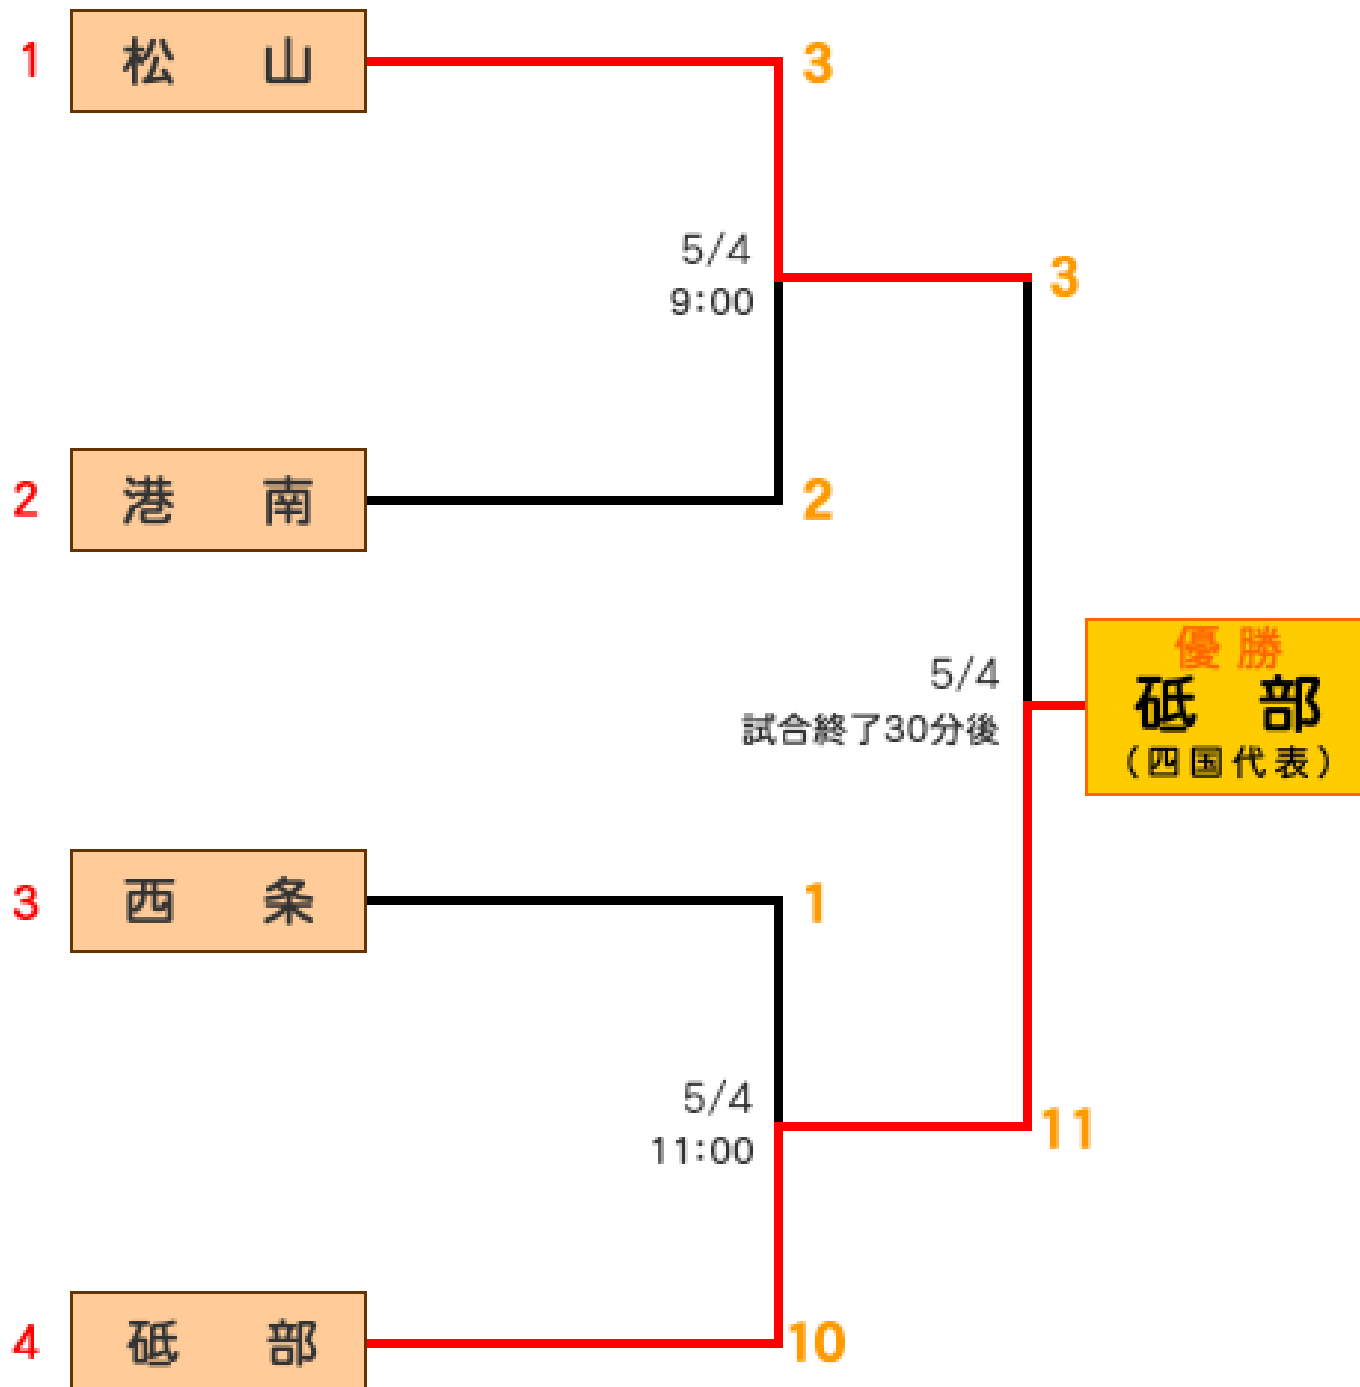 1 松 山 3
5/4
9:00
3
2 港 南 2
優勝
砥 部
(四国代表)
5/4
試合終了30分後
3 西 条 1
5/4
11:00
11
4 砥 部 10